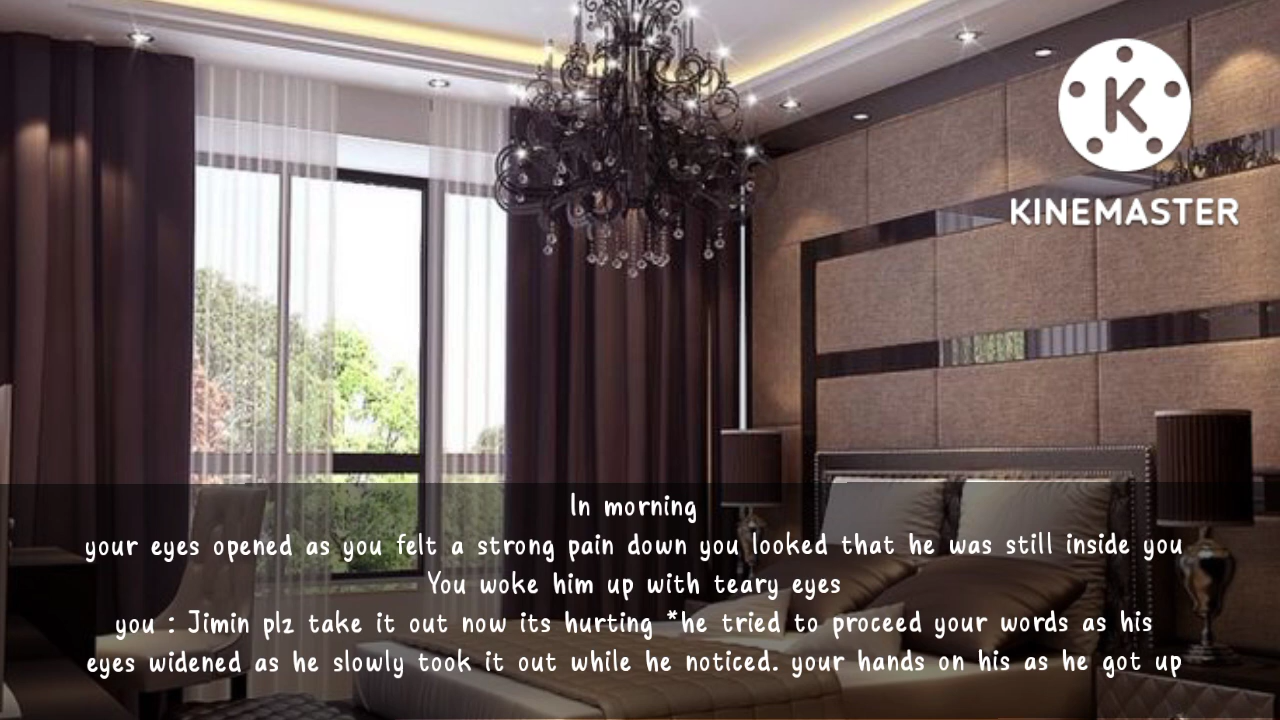 K
KINEMASTER
In morning
your eyes opened as you felt a strong pain down you looked that he was still inside you
You woke him up with teary eyes
you : Jimin plz take it out now its hurting *he tried to proceed your words as his
eyes widened as he slowly took it out while he noticed. your hands on his as he got up